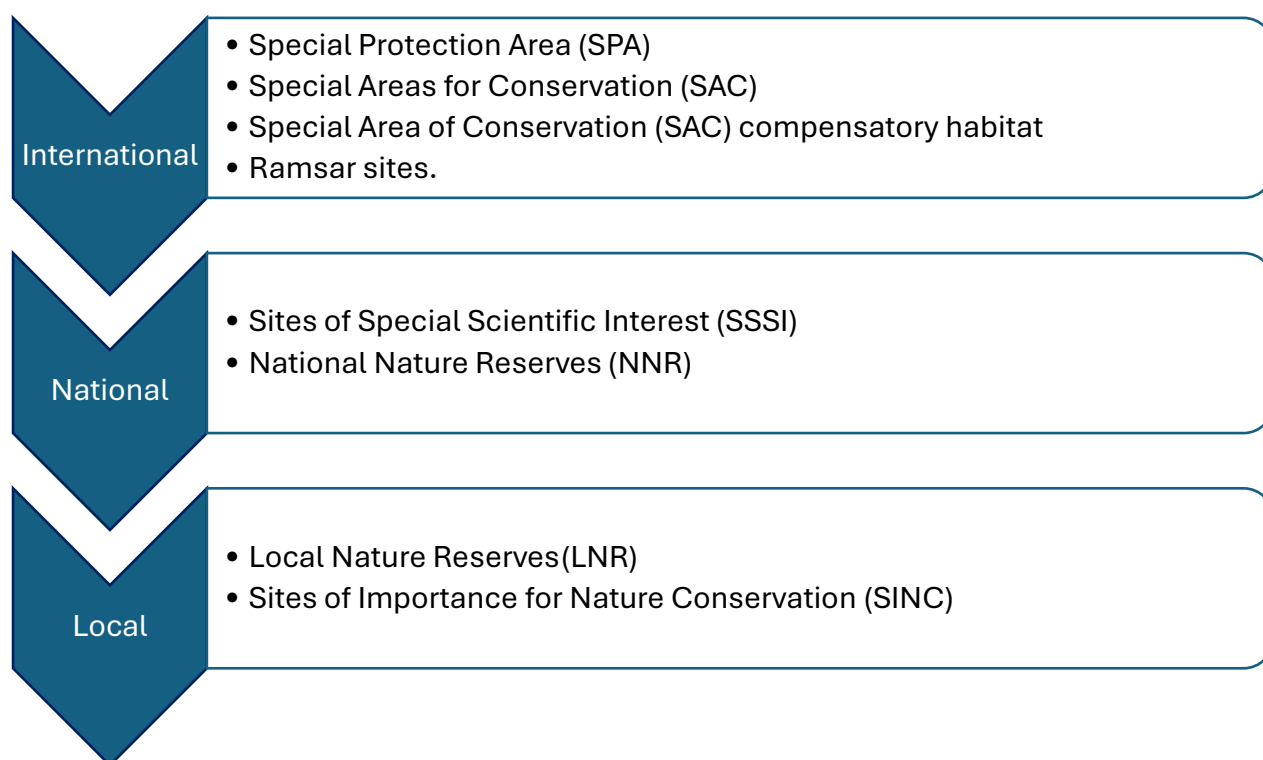 International
• Special Protection Area (SPA)
• Special Areas for Conservation (SAC)
• Special Area of Conservation (SAC) compensatory habitat
• Ramsar sites.
National
• Sites of Special Scientific Interest (SSSI)
• National Nature Reserves (NNR)
Local
• Local Nature Reserves(LNR)
• Sites of Importance for Nature Conservation (SINC)